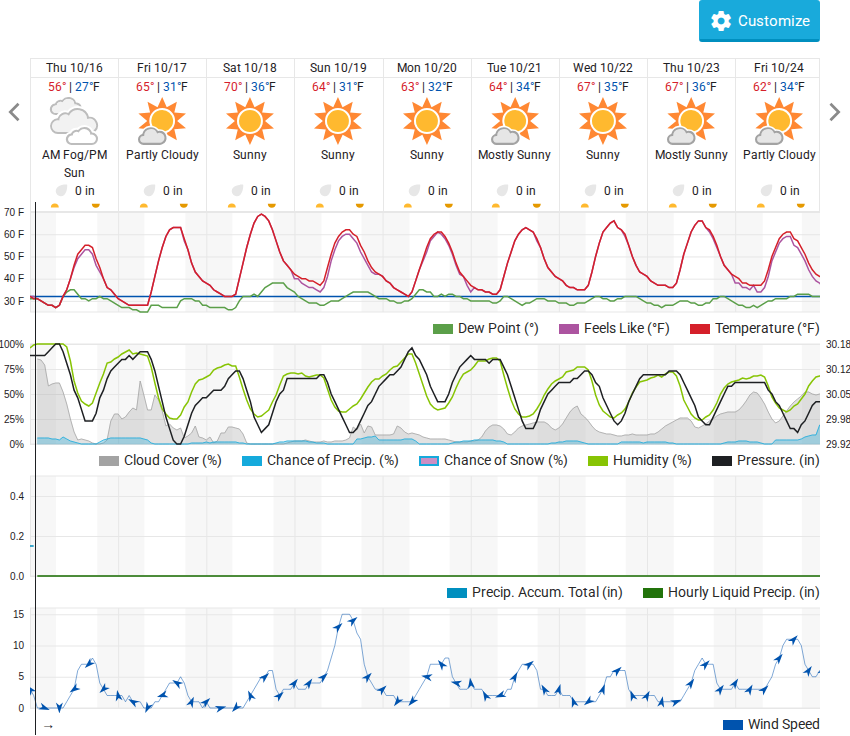 Customize
Thu 10/16 Fri 10/17 Sat 10/18 Sun 10/19 Mon 10/20 Tue 10/21 Wed 10/22 Thu 10/23 Fri 10/24
56° | 27°F 65° | 31°F 70° | 36°F 64° | 31°F 63° | 32°F 64° | 34°F 67° | 35°F 67° | 36°F 62° | 34°F
AM Fog/PM Partly Cloudy Sunny Sunny Sunny Mostly Sunny Sunny Mostly Sunny Partly Cloudy
Sun
0 in 0 in 0 in 0 in 0 in 0 in 0 in 0 in 0 in
70 F
60 F
50 F
40 F
30 F
Dew Point (°) Feels Like (°F) Temperature (°F)
100% 30.18
75% 30.12
50% 30.05
25% 29.98
0% 29.92
Cloud Cover (%) Chance of Precip. (%) Chance of Snow (%) Humidity (%) Pressure. (in)
0.4
0.2
0.0
Precip. Accum. Total (in) Hourly Liquid Precip. (in)
15
10
5
0
→ Wind Speed